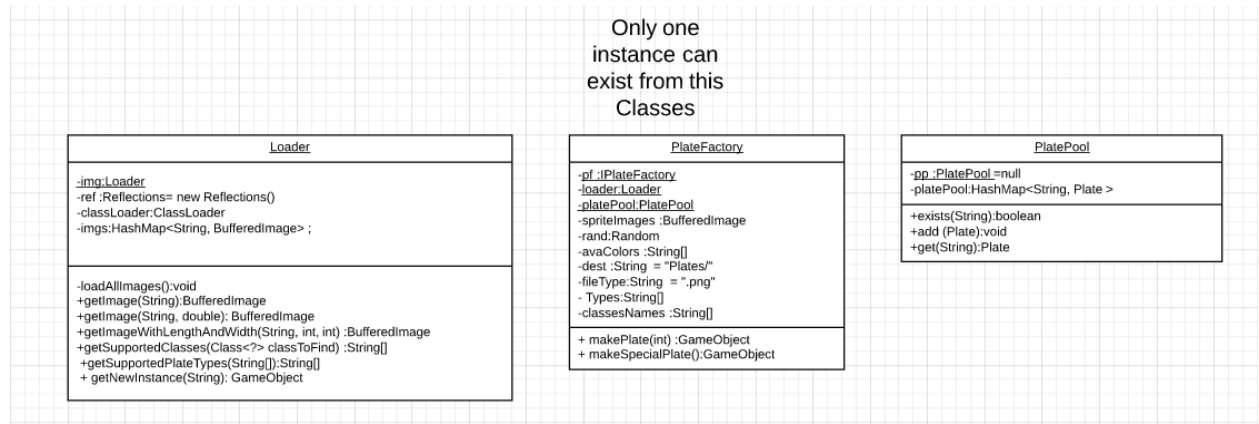 Only one
instance can
exist from this
Classes
Loader
-img:Loader
-ref :Reflections= new Reflections()
-classLoader:ClassLoader
-imgs:HashMap<String, BufferedImage> ;
-loadAllImages():void
+getImage(String):BufferedImage
+getImage(String, double): BufferedImage
+getImageWithLengthAndWidth(String, int, int) :BufferedImage
+getSupportedClasses(Class<?> classToFind) :String[]
+getSupportedPlateTypes(String[]):String[]
+ getNewInstance(String): GameObject
PlateFactory
-pf :IPlateFactory
-loader:Loader
-platePool:PlatePool
-spriteImages :BufferedImage
-rand:Random
-avaColors :String[]
-dest :String = "Plates/"
-fileType:String = ".png"
- Types:String[]
-classesNames :String[]
+ makePlate(int) :GameObject
+ makeSpecialPlate():GameObject
PlatePool
-pp :PlatePool =null
-platePool:HashMap<String, Plate >
+exists(String):boolean
+add (Plate):void
+get(String):Plate